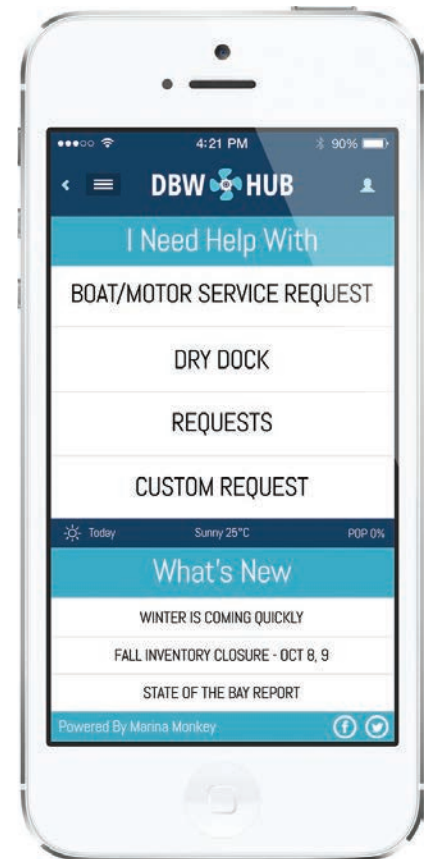 4:21 PM
90%
DBW HUB
I Need Help With
BOAT/MOTOR SERVICE REQUEST
DRY DOCK
REQUESTS
CUSTOM REQUEST
Today Sunny 25°C POP 0%
What's New
WINTER IS COMING QUICKLY
FALL INVENTORY CLOSURE - OCT 8, 9
STATE OF THE BAY REPORT
Powered By Marina Monkey